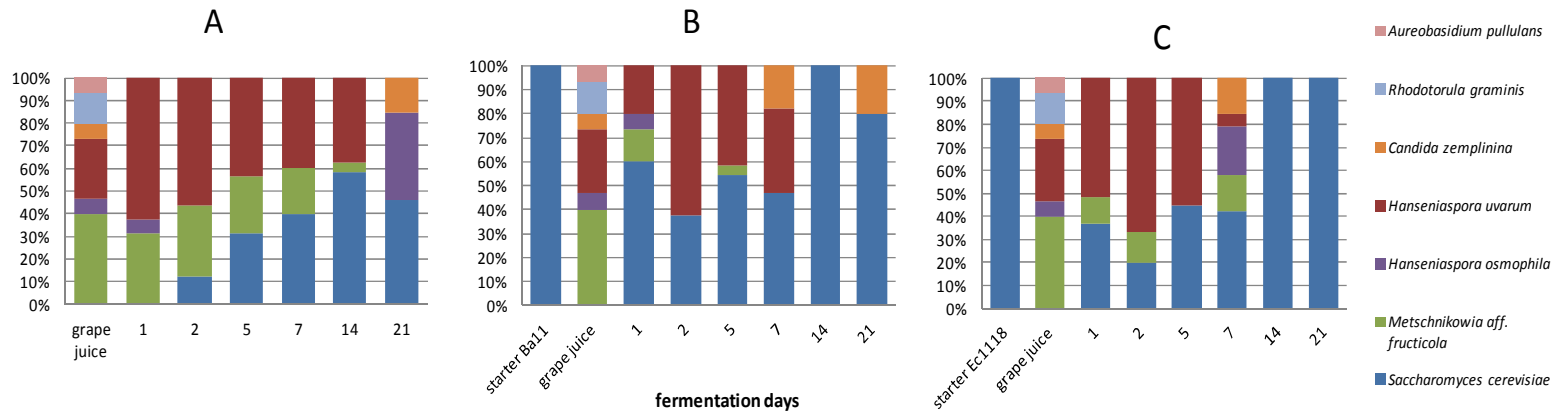 A
100%
90%
80%
70%
60%
50%
40%
30%
20%
10%
0%
grape
juice
1
2
5
7
14
21
B
100%
90%
80%
70%
60%
50%
40%
30%
20%
10%
0%
starter Ba11
grape juice
1
2
5
7
14
21
fermentation days
C
100%
90%
80%
70%
60%
50%
40%
30%
20%
10%
0%
starter Ec1118
grape juice
1
2
5
7
14
21
Aureobasidium pullulans
Rhodotorula graminis
Candida zemplinina
Hanseniaspora uvarum
Hanseniaspora osmophila
Metschnikowia aff.
fructicola
Saccharomyces cerevisiae